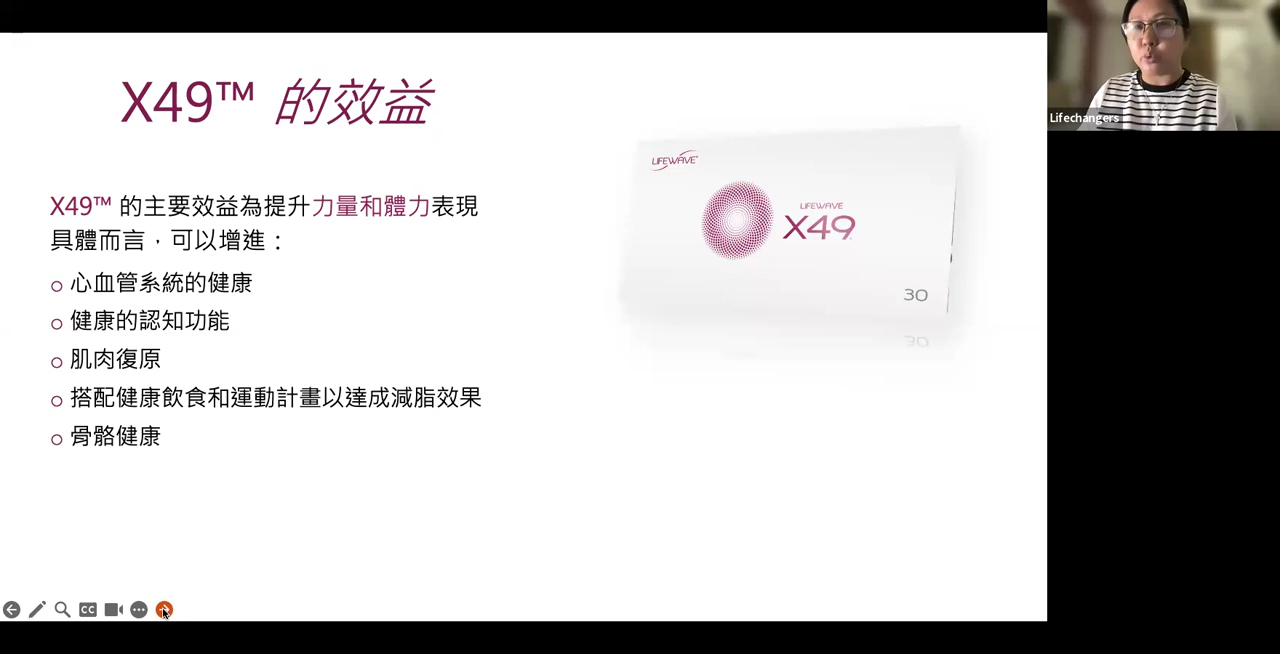 X49™ 的效益
X49™ 的主要效益為提升力量和體力表現
具體而言，可以增進：
心血管系統的健康
健康的認知功能
肌肉復原
搭配健康飲食和運動計畫以達成減脂效果
骨骼健康
LIFEWAVE
LIFEWAVE
X49
30
30
CC
Lifechangers